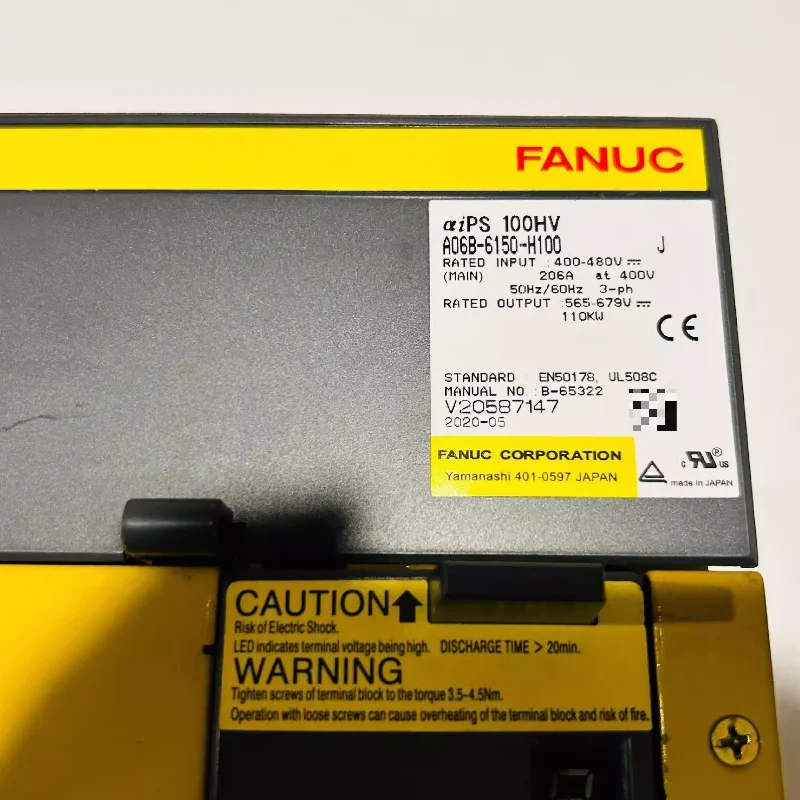 FANUC
αiPS 100HV
A06B-6150-H100 J
RATED INPUT : 400-480V ⎓
(MAIN) 206A at 400V
50Hz/60Hz 3-ph
RATED OUTPUT : 565-679V ⎓
110KW
CE
STANDARD : EN50178, UL508C
MANUAL NO. : B-65322
V20587147
2020-05
FANUC CORPORATION
Yamanashi 401-0597 JAPAN
c RU ® US
made in JAPAN
CAUTION
Risk of Electric Shock.
LED indicates terminal voltage being high. DISCHARGE TIME > 20min.
WARNING
Tighten screws of terminal block to the torque 3.5-4.5Nm.
Operation with loose screws can cause overheating of the terminal block and risk of fire.